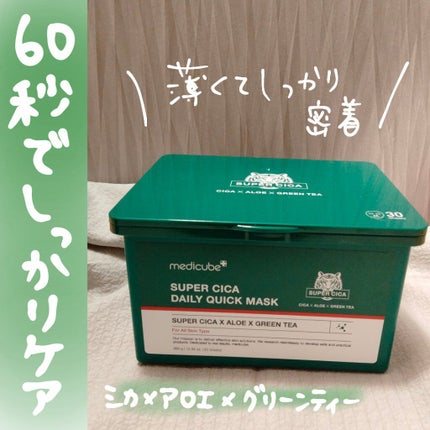 60秒でしっかりケア
薄くてしっかり
密着
SUPER CICA
CICA × ALOE × GREEN TEA
30
medicube
SUPER CICA
DAILY QUICK MASK
SUPER CICA
CICA × ALOE × GREEN TEA
SUPER CICA X ALOE X GREEN TEA
For All Skin Type
シカ×アロエ×グリーンティー